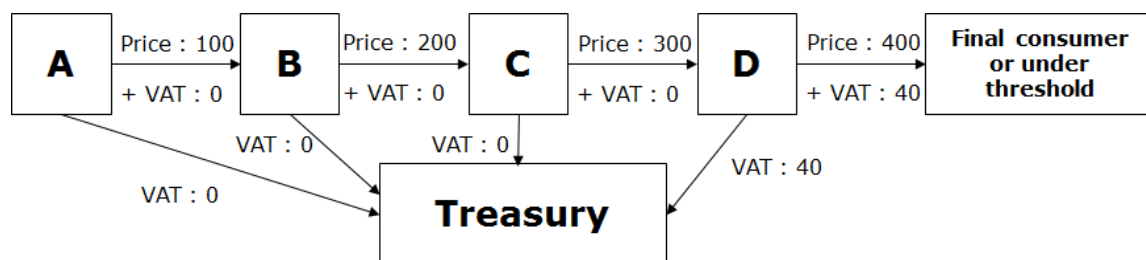 A
Price : 100
+ VAT : 0
B
Price : 200
+ VAT : 0
C
Price : 300
+ VAT : 0
D
Price : 400
+ VAT : 40
Final consumer
or under
threshold
VAT : 0
VAT : 0
VAT : 0
VAT : 40
Treasury